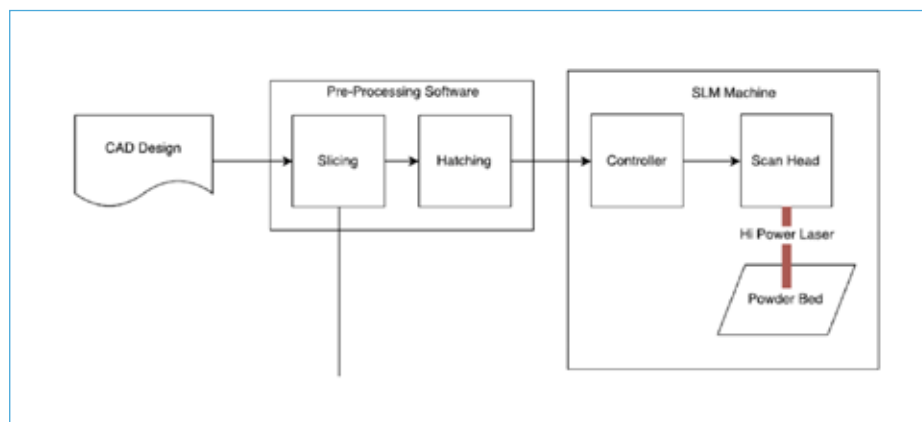 Pre-Processing Software
SLM Machine
CAD Design
Slicing
Hatching
Controller
Scan Head
Hi Power Laser
Powder Bed